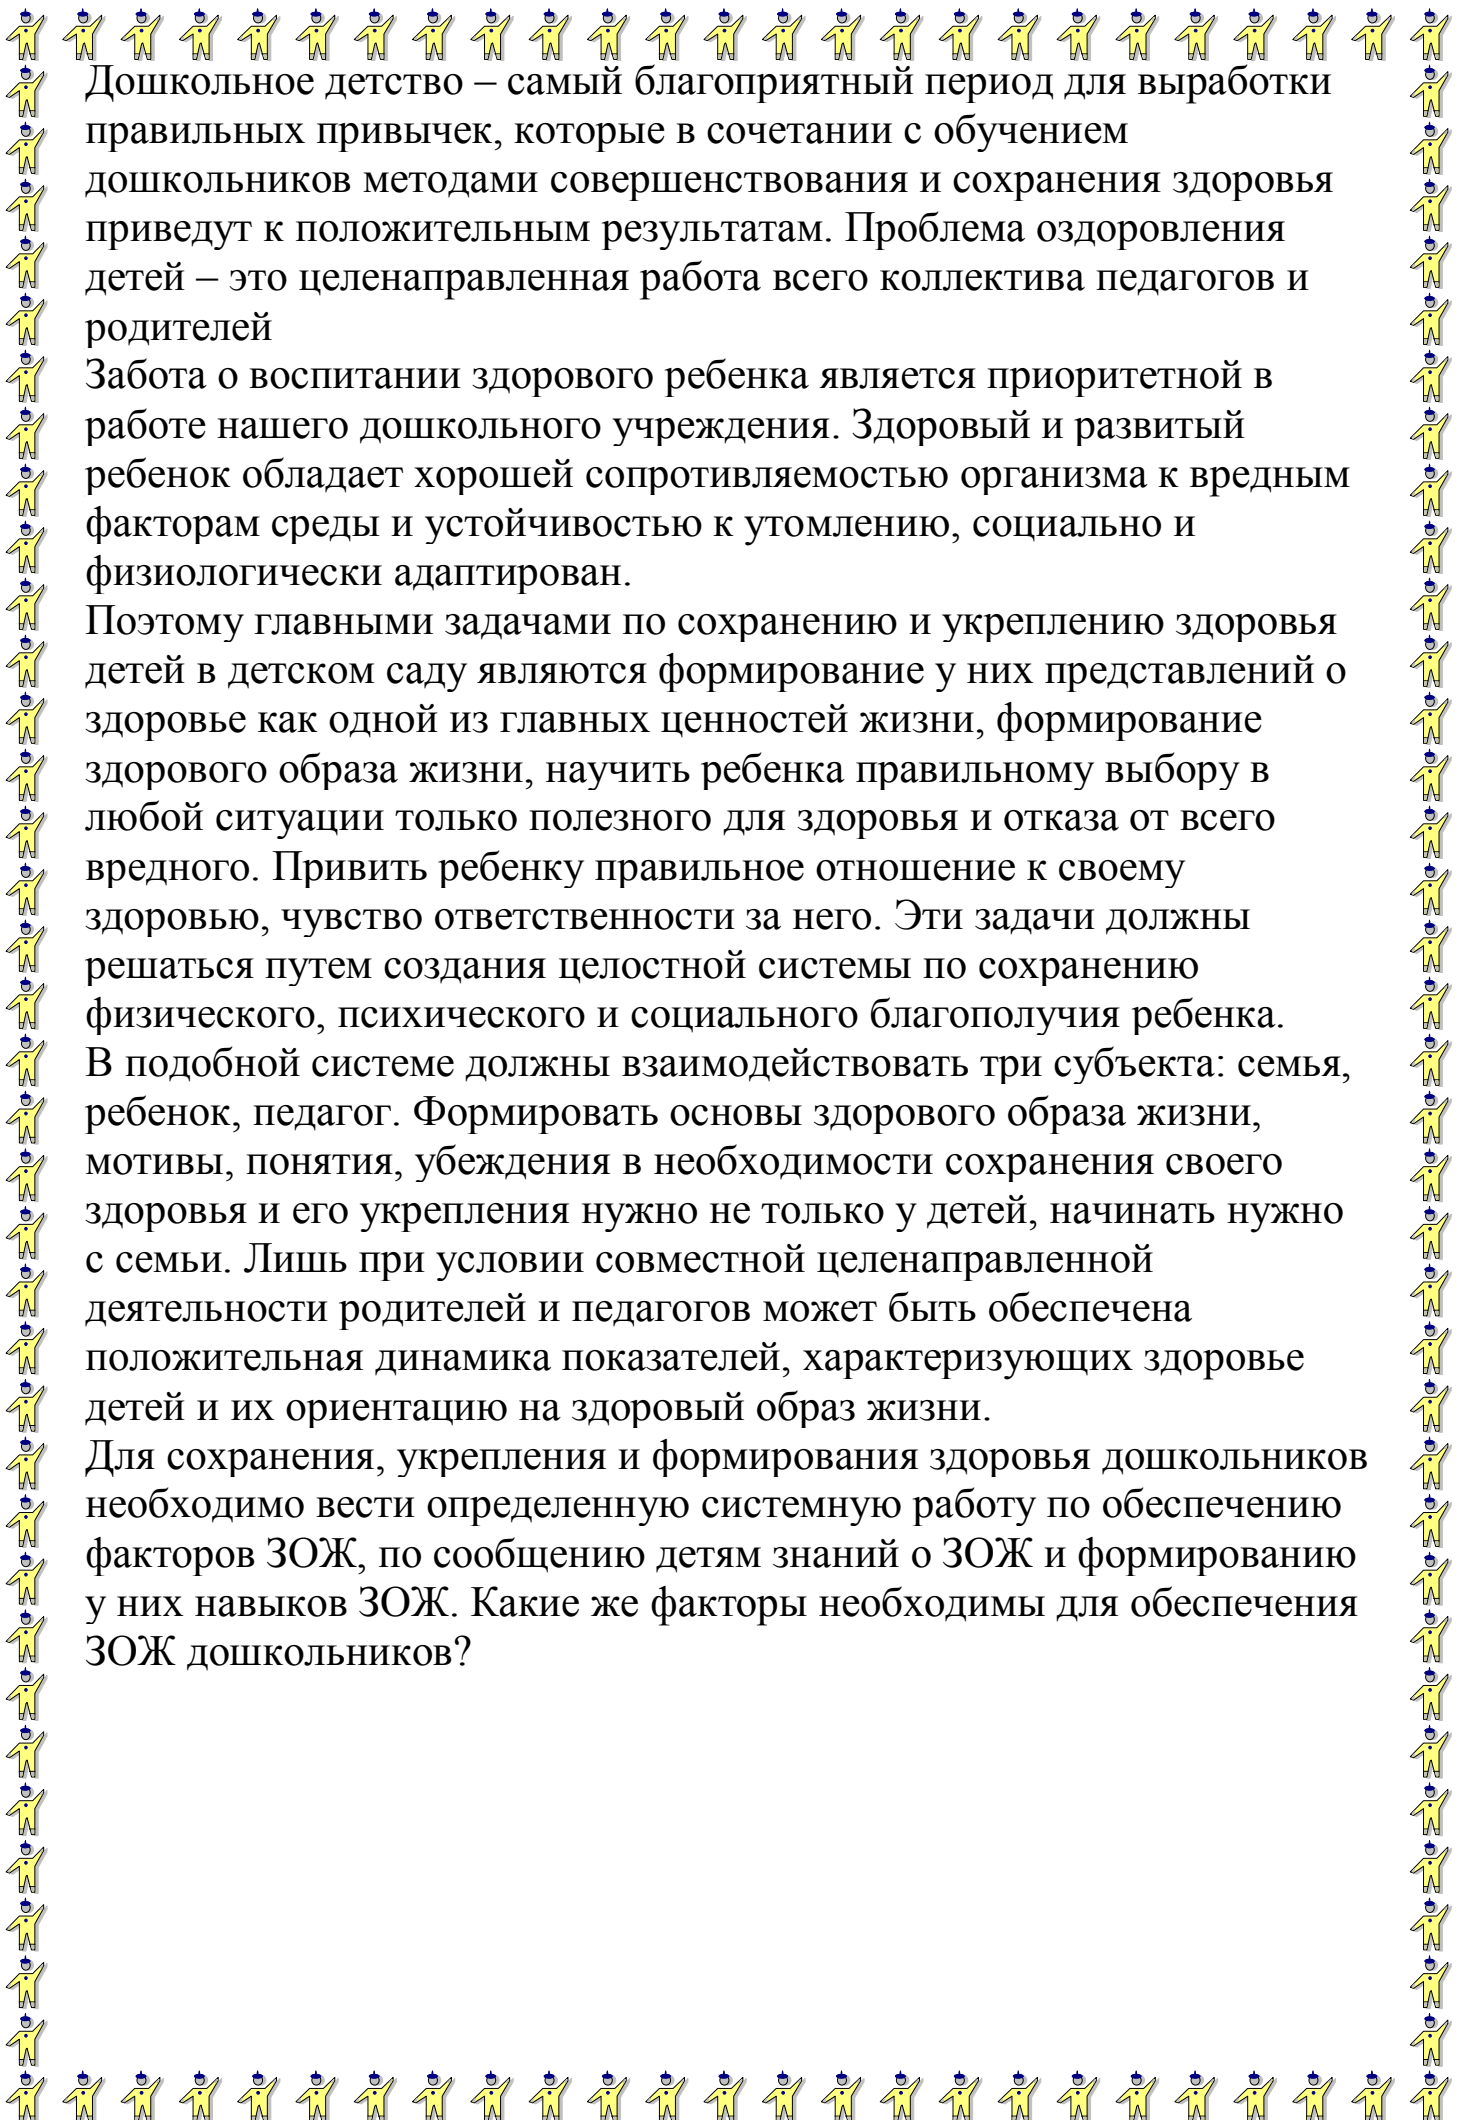 Дошкольное детство – самый благоприятный период для выработки
правильных привычек, которые в сочетании с обучением
дошкольников методами совершенствования и сохранения здоровья
приведут к положительным результатам. Проблема оздоровления
детей – это целенаправленная работа всего коллектива педагогов и
родителей
Забота о воспитании здорового ребенка является приоритетной в
работе нашего дошкольного учреждения. Здоровый и развитый
ребенок обладает хорошей сопротивляемостью организма к вредным
факторам среды и устойчивостью к утомлению, социально и
физиологически адаптирован.
Поэтому главными задачами по сохранению и укреплению здоровья
детей в детском саду являются формирование у них представлений о
здоровье как одной из главных ценностей жизни, формирование
здорового образа жизни, научить ребенка правильному выбору в
любой ситуации только полезного для здоровья и отказа от всего
вредного. Привить ребенку правильное отношение к своему
здоровью, чувство ответственности за него. Эти задачи должны
решаться путем создания целостной системы по сохранению
физического, психического и социального благополучия ребенка.
В подобной системе должны взаимодействовать три субъекта: семья,
ребенок, педагог. Формировать основы здорового образа жизни,
мотивы, понятия, убеждения в необходимости сохранения своего
здоровья и его укрепления нужно не только у детей, начинать нужно
с семьи. Лишь при условии совместной целенаправленной
деятельности родителей и педагогов может быть обеспечена
положительная динамика показателей, характеризующих здоровье
детей и их ориентацию на здоровый образ жизни.
Для сохранения, укрепления и формирования здоровья дошкольников
необходимо вести определенную системную работу по обеспечению
факторов ЗОЖ, по сообщению детям знаний о ЗОЖ и формированию
у них навыков ЗОЖ. Какие же факторы необходимы для обеспечения
ЗОЖ дошкольников?